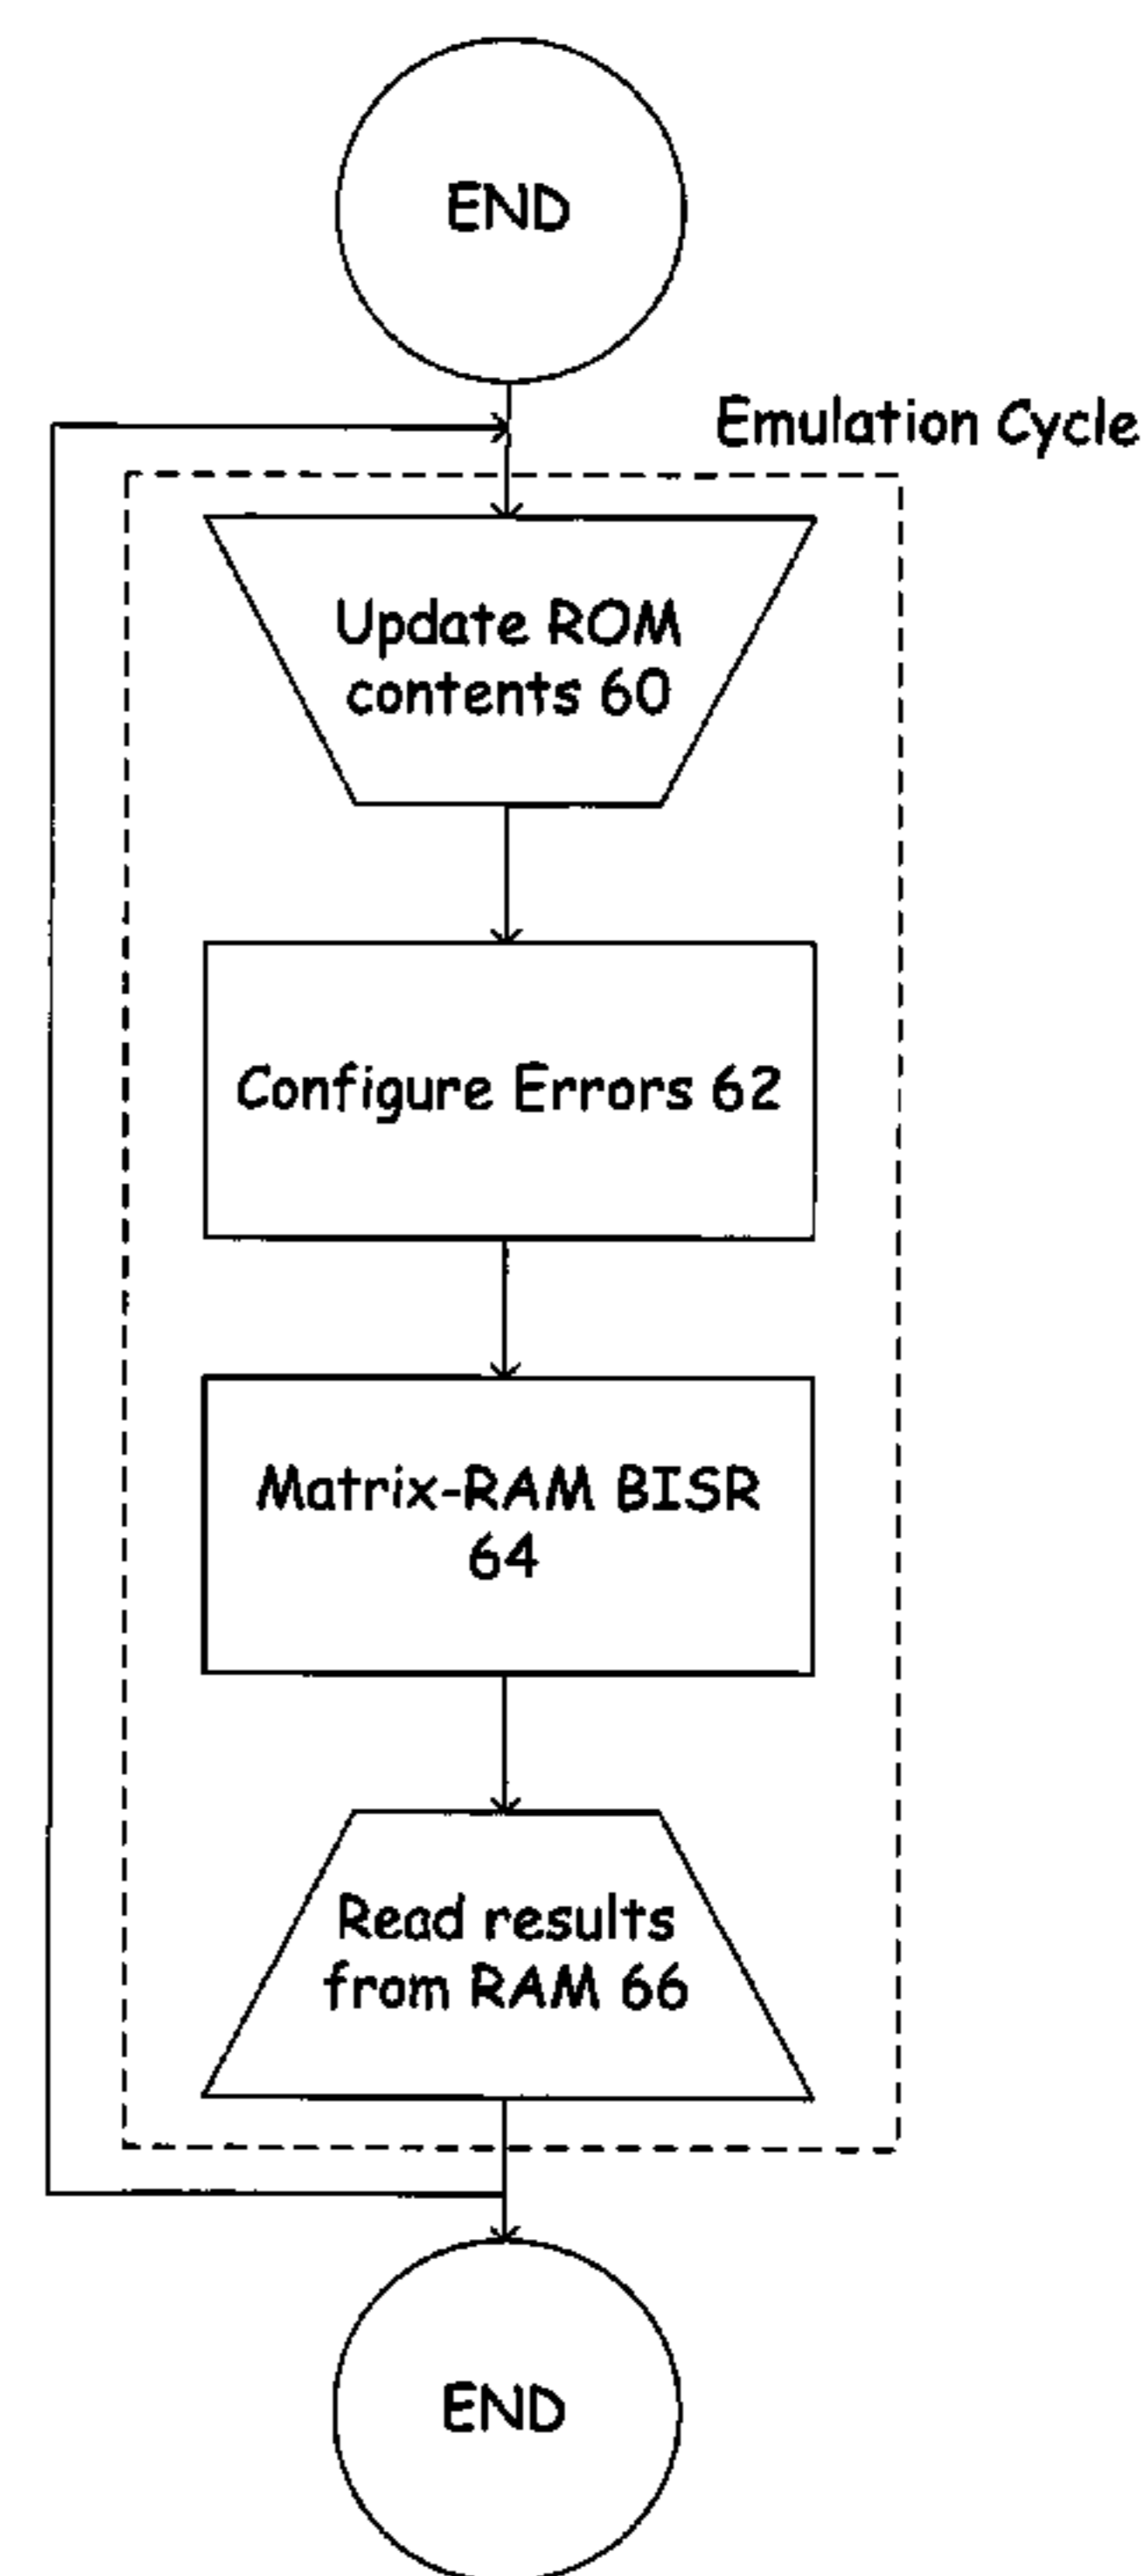 END
Emulation Cycle
Update ROM
contents 60
Configure Errors 62
Matrix-RAM BISR
64
Read results
from RAM 66
END